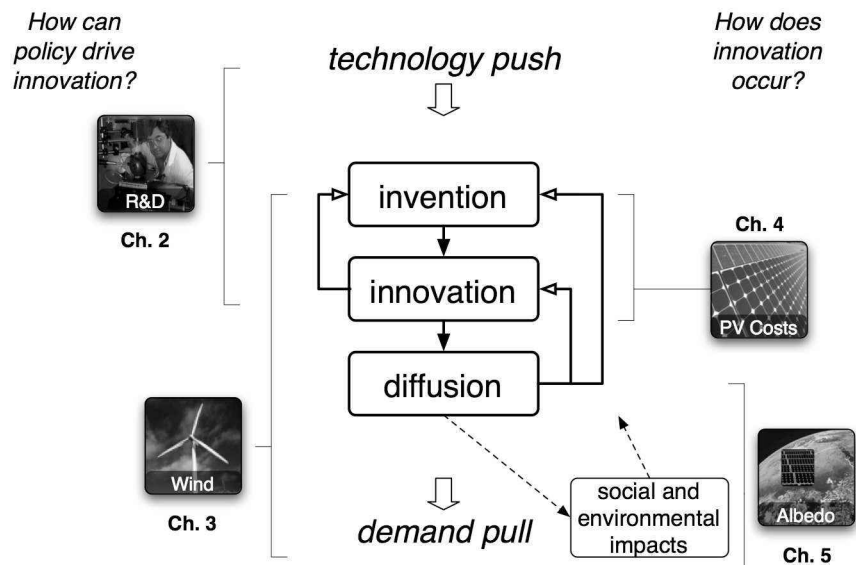 How can
policy drive
innovation?
technology push
How does
innovation
occur?
R&D
Ch. 2
invention
innovation
diffusion
Ch. 4
PV Costs
Wind
Ch. 3
demand pull
social and
environmental
impacts
Albedo
Ch. 5